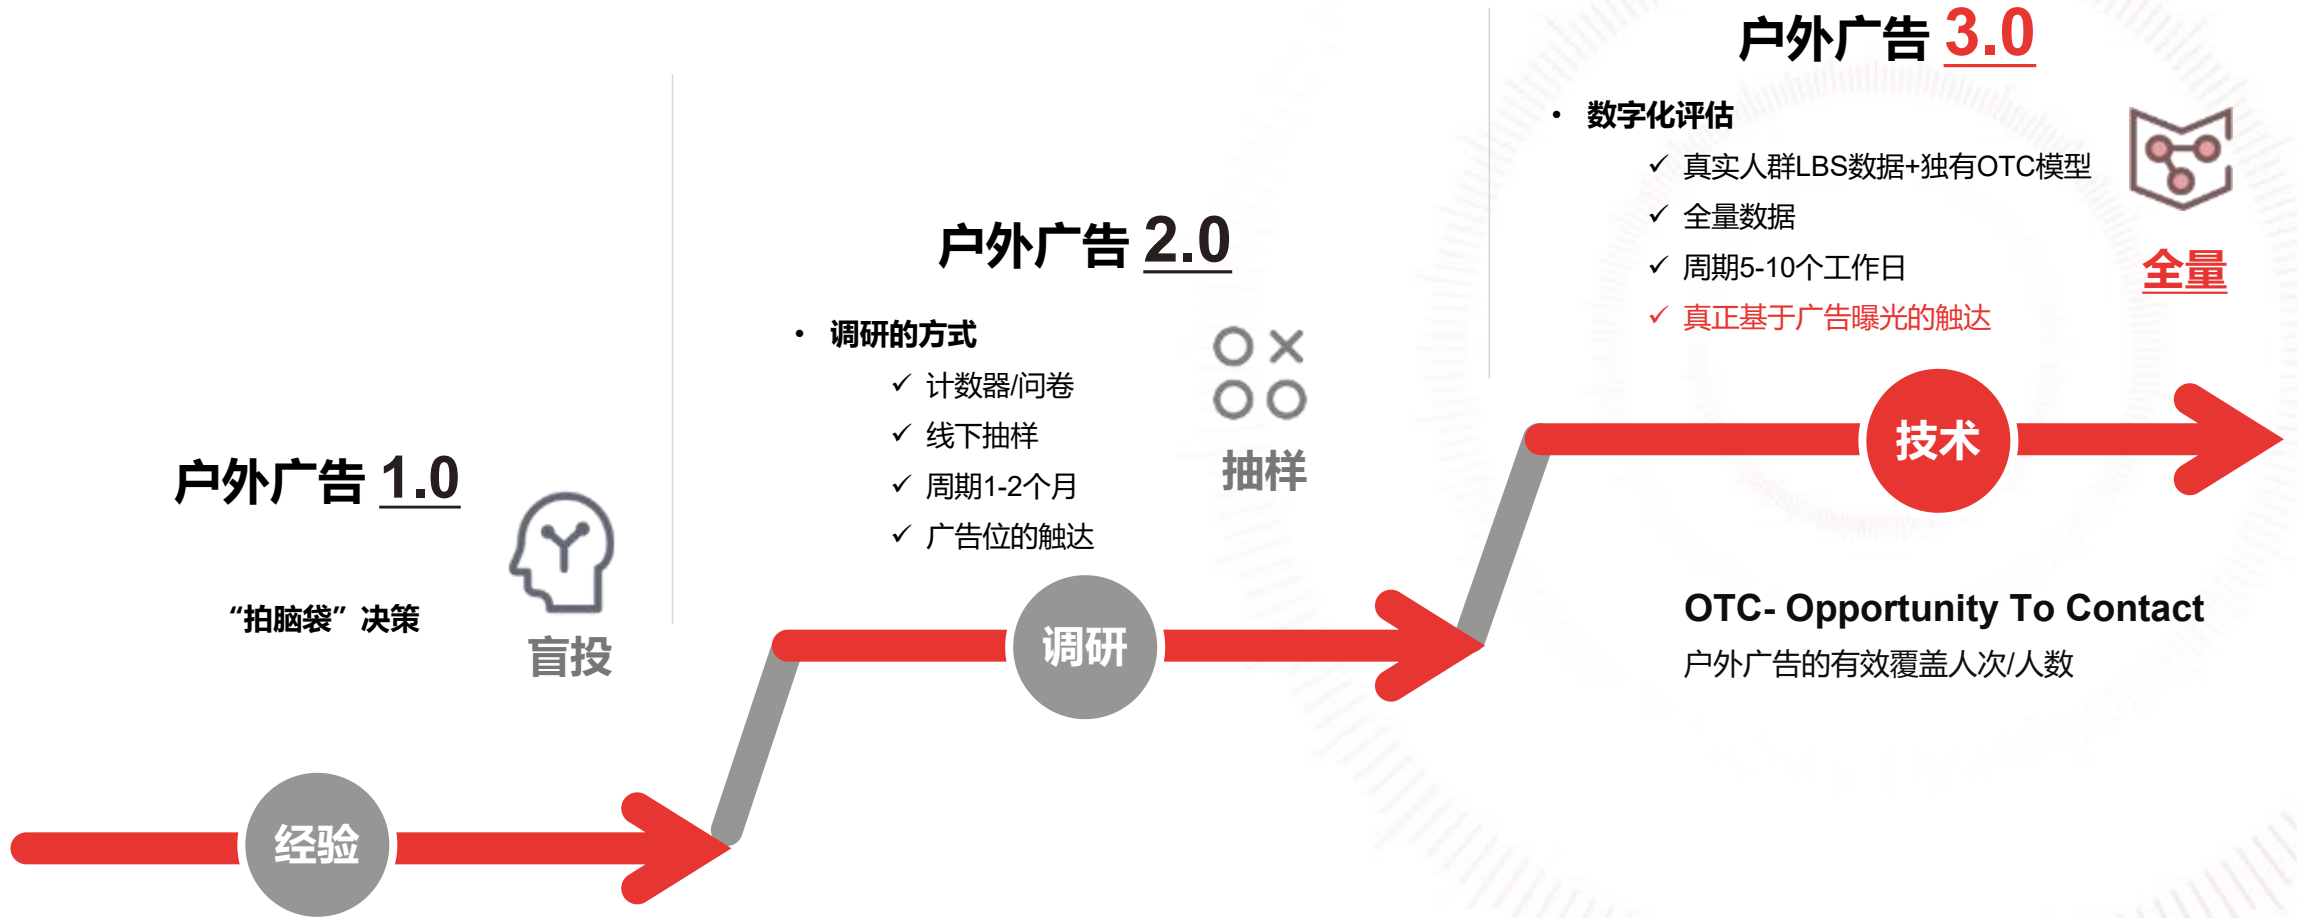 户外广告 1.0
“拍脑袋”决策
盲投
经验
户外广告 2.0
• 调研的方式
✓ 计数器/问卷
✓ 线下抽样
✓ 周期1-2个月
✓ 广告位的触达
抽样
调研
户外广告 3.0
• 数字化评估
✓ 真实人群LBS数据+独有OTC模型
✓ 全量数据
✓ 周期5-10个工作日
✓ 真正基于广告曝光的触达
全量
技术
OTC- Opportunity To Contact
户外广告的有效覆盖人次/人数